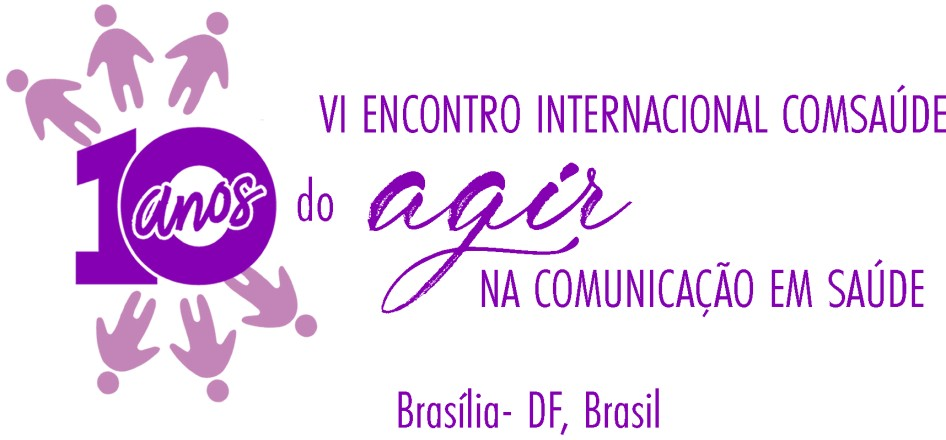 VI ENCONTRO INTERNACIONAL COMSAÚDE
10
anos
do agir
NA COMUNICAÇÃO EM SAÚDE
Brasília- DF, Brasil